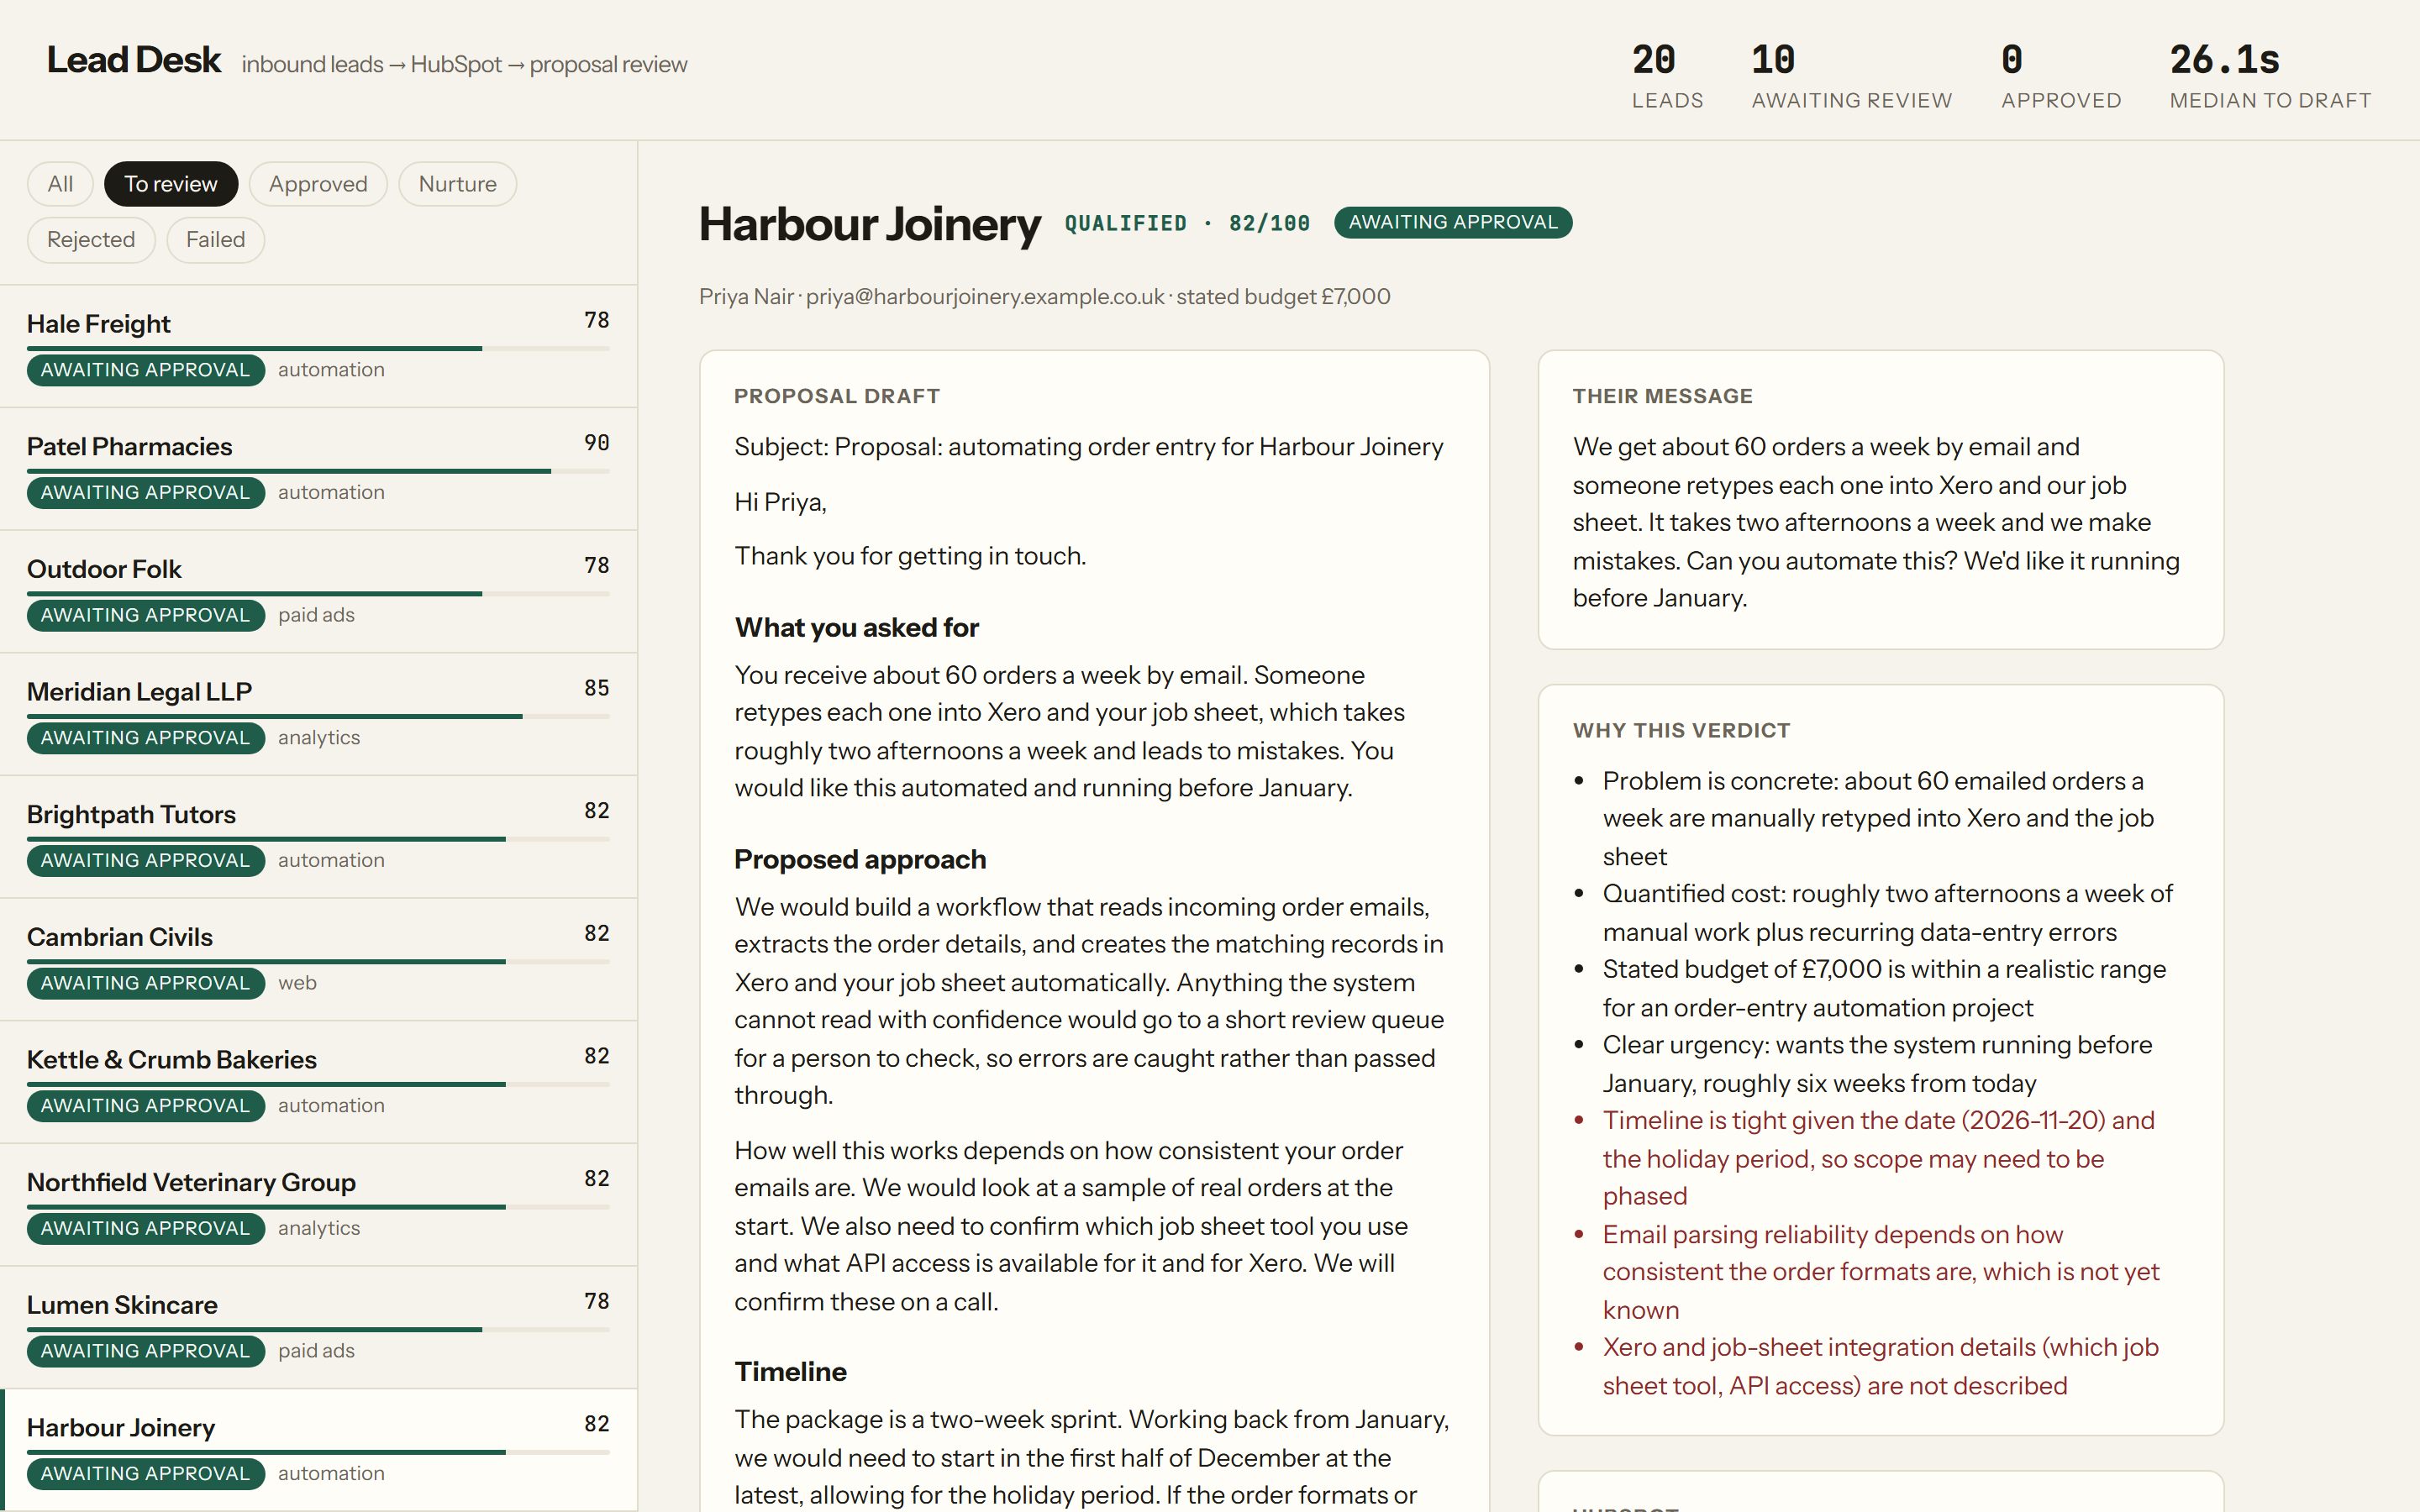 Lead Desk inbound leads → HubSpot → proposal review
20 LEADS
10 AWAITING REVIEW
0 APPROVED
26.1s MEDIAN TO DRAFT
All To review Approved Nurture
Rejected Failed
Hale Freight 78
AWAITING APPROVAL automation
Patel Pharmacies 90
AWAITING APPROVAL automation
Outdoor Folk 78
AWAITING APPROVAL paid ads
Meridian Legal LLP 85
AWAITING APPROVAL analytics
Brightpath Tutors 82
AWAITING APPROVAL automation
Cambrian Civils 82
AWAITING APPROVAL web
Kettle & Crumb Bakeries 82
AWAITING APPROVAL automation
Northfield Veterinary Group 82
AWAITING APPROVAL analytics
Lumen Skincare 78
AWAITING APPROVAL paid ads
Harbour Joinery 82
AWAITING APPROVAL automation
Harbour Joinery QUALIFIED · 82/100 AWAITING APPROVAL
Priya Nair · priya@harbourjoinery.example.co.uk · stated budget £7,000
PROPOSAL DRAFT
Subject: Proposal: automating order entry for Harbour Joinery
Hi Priya,
Thank you for getting in touch.
What you asked for
You receive about 60 orders a week by email. Someone
retypes each one into Xero and your job sheet, which takes
roughly two afternoons a week and leads to mistakes. You
would like this automated and running before January.
Proposed approach
We would build a workflow that reads incoming order emails,
extracts the order details, and creates the matching records in
Xero and your job sheet automatically. Anything the system
cannot read with confidence would go to a short review queue
for a person to check, so errors are caught rather than passed
through.
How well this works depends on how consistent your order
emails are. We would look at a sample of real orders at the
start. We also need to confirm which job sheet tool you use
and what API access is available for it and for Xero. We will
confirm these on a call.
Timeline
The package is a two-week sprint. Working back from January,
we would need to start in the first half of December at the
latest, allowing for the holiday period. If the order formats or
THEIR MESSAGE
We get about 60 orders a week by email and
someone retypes each one into Xero and our job
sheet. It takes two afternoons a week and we make
mistakes. Can you automate this? We'd like it running
before January.
WHY THIS VERDICT
• Problem is concrete: about 60 emailed orders a
week are manually retyped into Xero and the job
sheet
• Quantified cost: roughly two afternoons a week of
manual work plus recurring data-entry errors
• Stated budget of £7,000 is within a realistic range
for an order-entry automation project
• Clear urgency: wants the system running before
January, roughly six weeks from today
• Timeline is tight given the date (2026-11-20) and
the holiday period, so scope may need to be
phased
• Email parsing reliability depends on how
consistent the order formats are, which is not yet
known
• Xero and job-sheet integration details (which job
sheet tool, API access) are not described